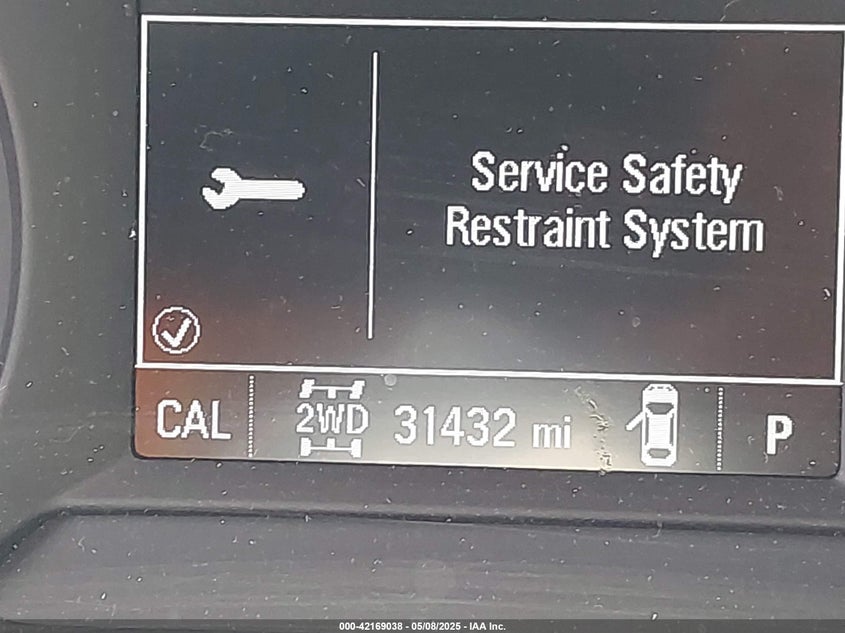 Service Safety
Restraint System
CAL 2WD 31432 mi P
000-42169038 - 05/08/2025 - IAA Inc.